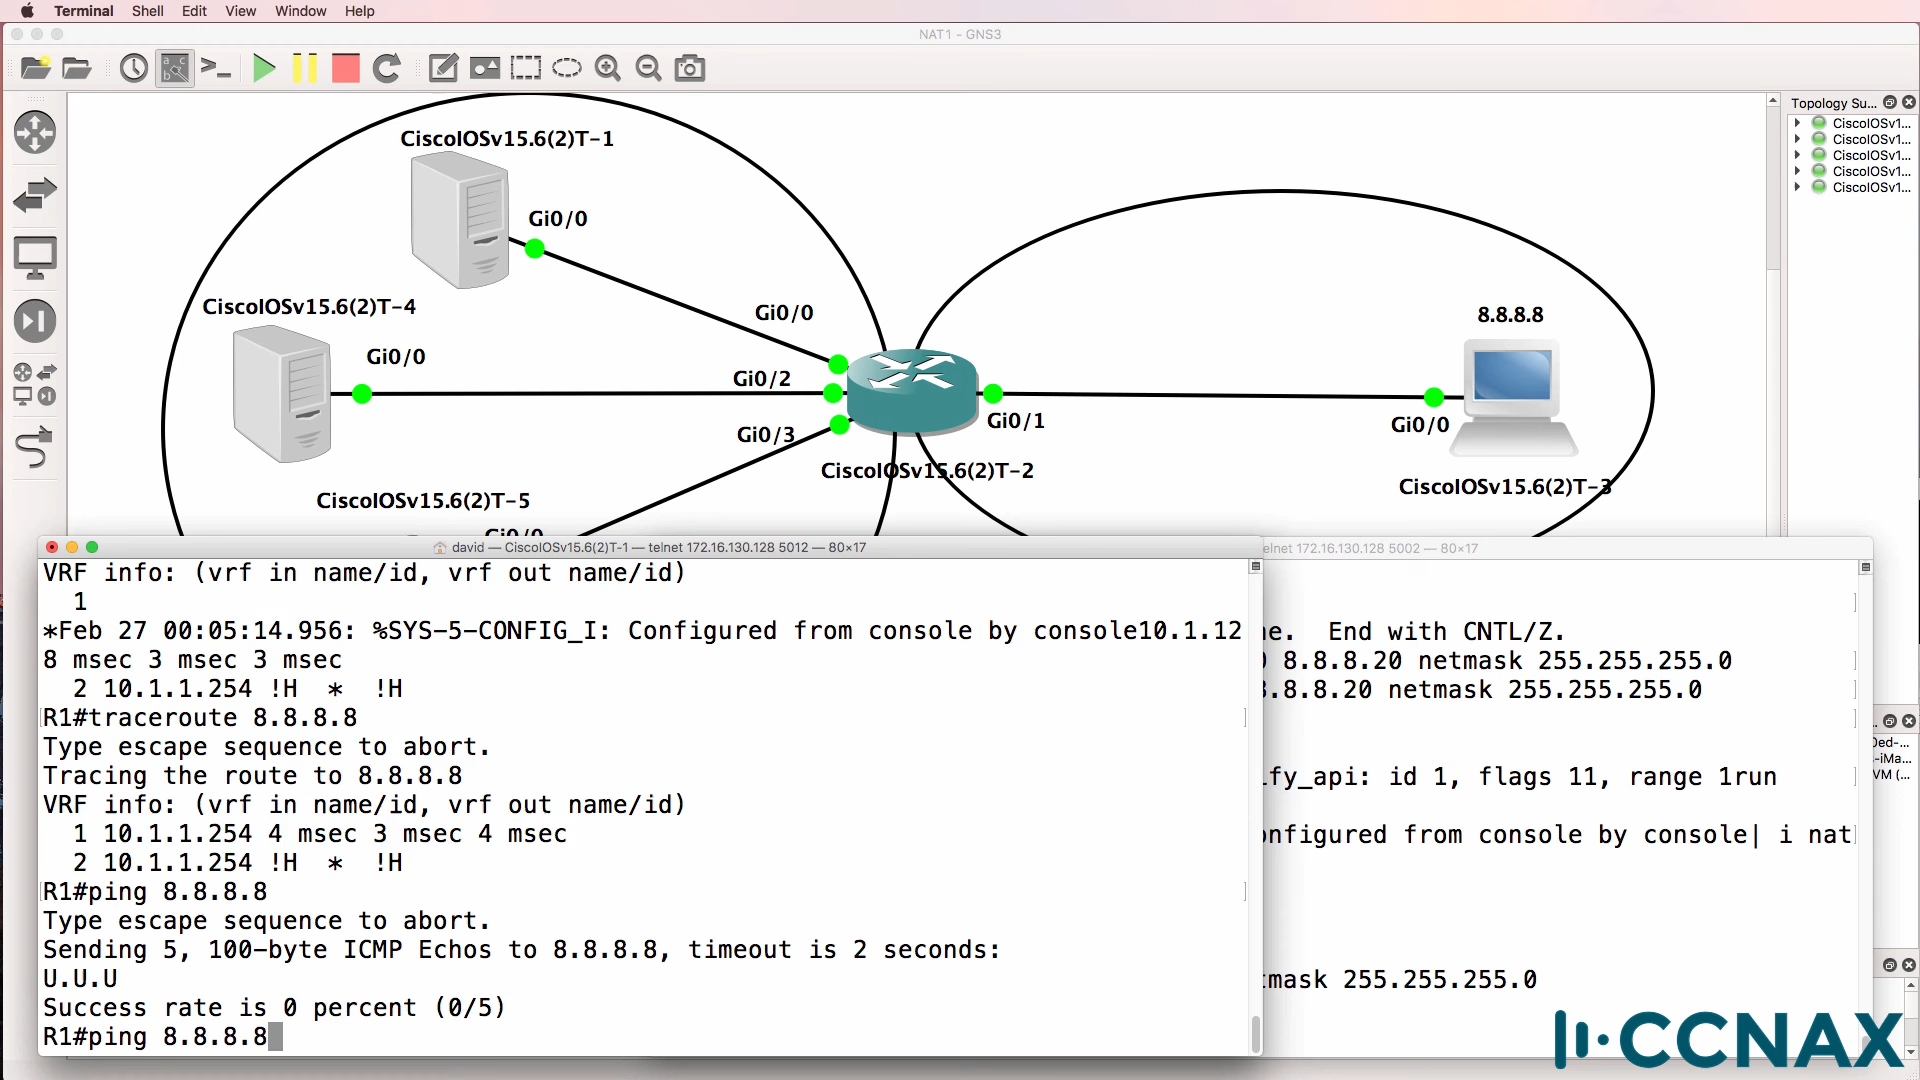 Terminal Shell Edit View Window Help
NAT1 - GNS3
Topology Su...
CiscoIOSv1...
CiscoIOSv1...
CiscoIOSv1...
CiscoIOSv1...
CiscoIOSv1...
CiscoIOSv15.6(2)T-1
Gi0/0
CiscoIOSv15.6(2)T-4
Gi0/0
Gi0/0
Gi0/2
Gi0/3
Gi0/1
CiscoIOSv15.6(2)T-2
8.8.8.8
Gi0/0
CiscoIOSv15.6(2)T-3
CiscoIOSv15.6(2)T-5
Gi0/0
david — CiscoIOSv15.6(2)T-1 — telnet 172.16.130.128 5012 — 80×17
VRF info: (vrf in name/id, vrf out name/id)
1
*Feb 27 00:05:14.956: %SYS-5-CONFIG_I: Configured from console by console10.1.12
8 msec 3 msec 3 msec
2 10.1.1.254 !H * !H
R1#traceroute 8.8.8.8
Type escape sequence to abort.
Tracing the route to 8.8.8.8
VRF info: (vrf in name/id, vrf out name/id)
1 10.1.1.254 4 msec 3 msec 4 msec
2 10.1.1.254 !H * !H
R1#ping 8.8.8.8
Type escape sequence to abort.
Sending 5, 100-byte ICMP Echos to 8.8.8.8, timeout is 2 seconds:
U.U.U
Success rate is 0 percent (0/5)
R1#ping 8.8.8.8
elnet 172.16.130.128 5002 — 80×17
ne. End with CNTL/Z.
8.8.8.20 netmask 255.255.255.0
8.8.8.20 netmask 255.255.255.0
ify_api: id 1, flags 11, range 1run
onfigured from console by console| i nat
tmask 255.255.255.0
Ded-...
-iMa...
VM (...
CCNAX